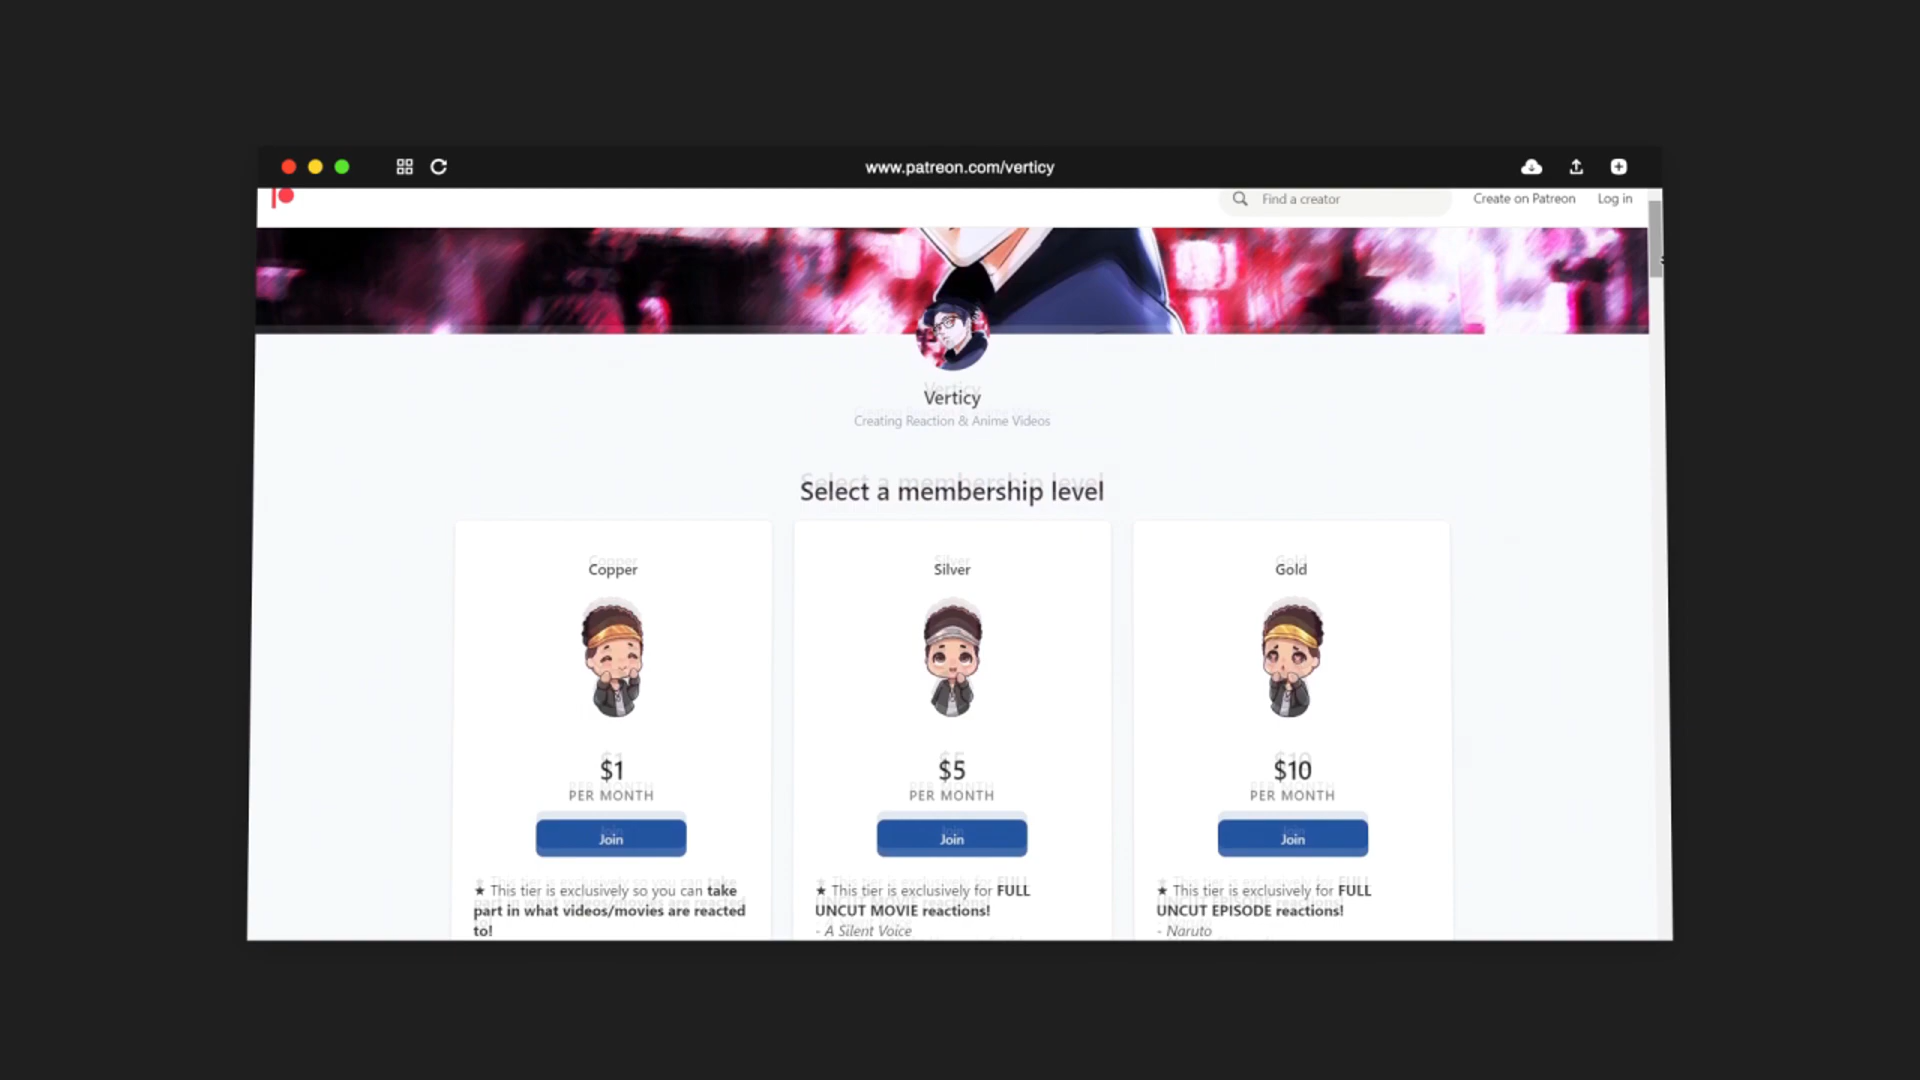 www.patreon.com/verticy
Find a creator
Create on Patreon
Log in
Verticy
Creating Reaction & Anime Videos
Select a membership level
Copper
$1
PER MONTH
Join
★ This tier is exclusively so you can take
part in what videos/movies are reacted
to!
Silver
$5
PER MONTH
Join
★ This tier is exclusively for FULL
UNCUT MOVIE reactions!
- A Silent Voice
Gold
$10
PER MONTH
Join
★ This tier is exclusively for FULL
UNCUT EPISODE reactions!
- Naruto